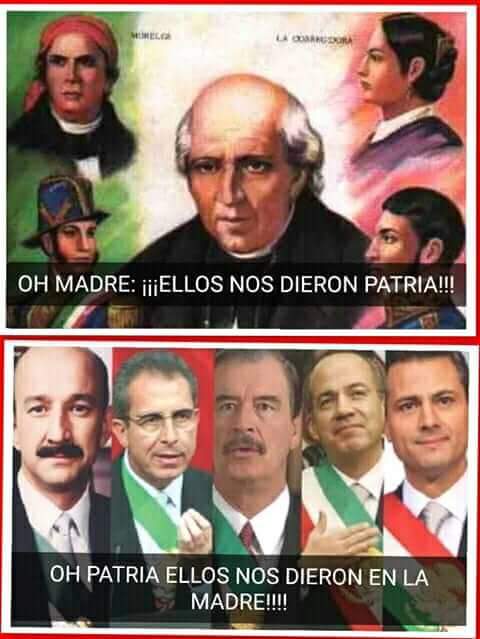 MORELOS
LA CORREGIDORA
OH MADRE: ¡¡¡ELLOS NOS DIERON PATRIA!!!
OH PATRIA ELLOS NOS DIERON EN LA
MADRE!!!!